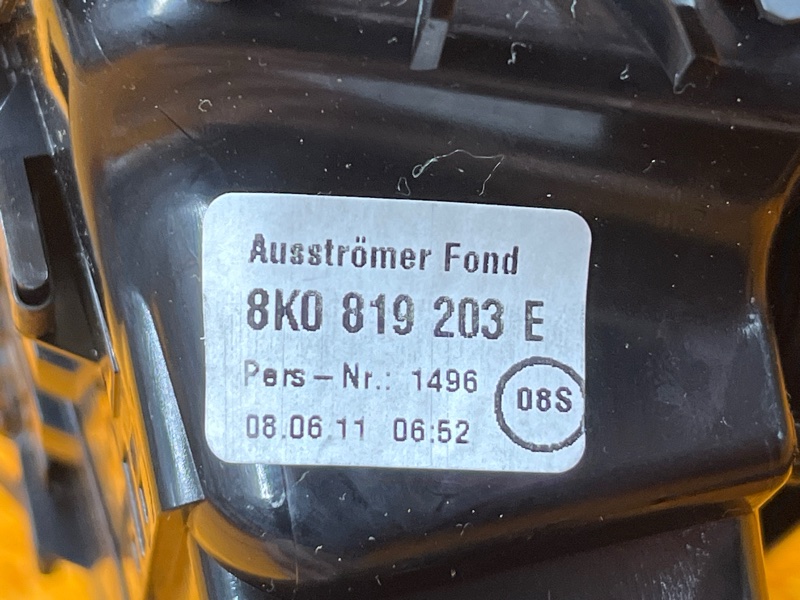 Ausströmer Fond
8K0 819 203 E
Pers-Nr.: 1496
08S
08.06 11 06:52